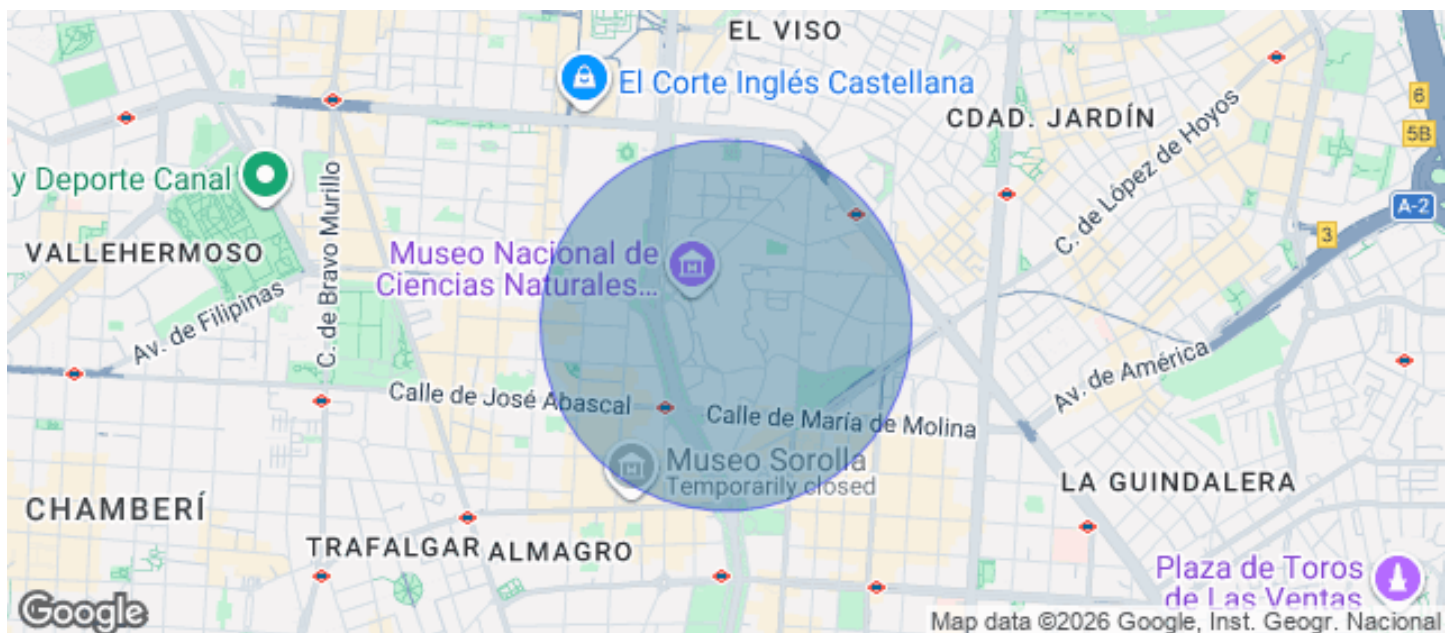 EL VISO
El Corte Inglés Castellana
6
CDAD. JARDÍN
5B
C. de López de Hoyos
y Deporte Canal
A-2
C. de Bravo Murillo
3
VALLEHERMOSO
Museo Nacional de
Ciencias Naturales...
Av. de Filipinas
Av. de América
Calle de José Abascal
Calle de María de Molina
Museo Sorolla
Temporarily closed
LA GUINDALERA
CHAMBERÍ
TRAFALGAR
ALMAGRO
Plaza de Toros
de Las Ventas
Google
Map data ©2026 Google, Inst. Geogr. Nacional